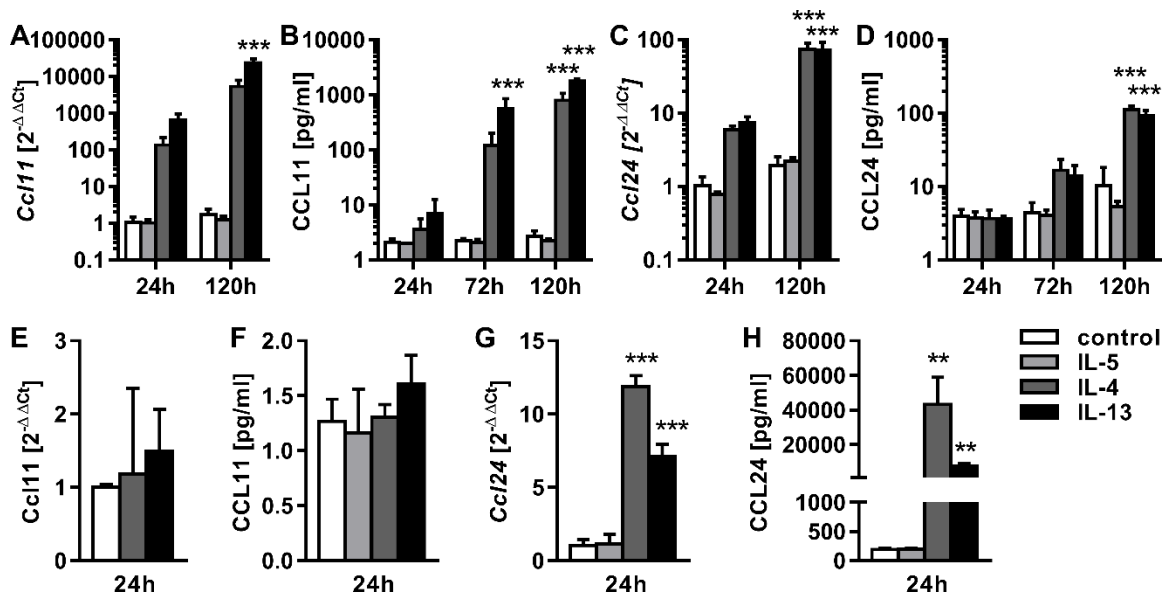 A
Ccl11 [2-Δ ΔCt]
100000
10000
1000
100
10
1
0.1
***
24h 120h
B
CCL11 [pg/ml]
10000
1000
100
10
1
***
***
***
24h 72h 120h
C
Ccl24 [2-Δ ΔCt]
100
10
1
0.1
***
***
24h 120h
D
CCL24 [pg/ml]
1000
100
10
1
***
***
24h 72h 120h
E
Ccl11 [2-Δ ΔCt]
3
2
1
0
24h
F
CCL11 [pg/ml]
2.0
1.5
1.0
0.5
0.0
24h
G
Ccl24 [2-Δ ΔCt]
15
10
5
0
***
***
24h
H
CCL24 [pg/ml]
80000
60000
40000
20000
1000
500
0
**
**
24h
control
IL-5
IL-4
IL-13